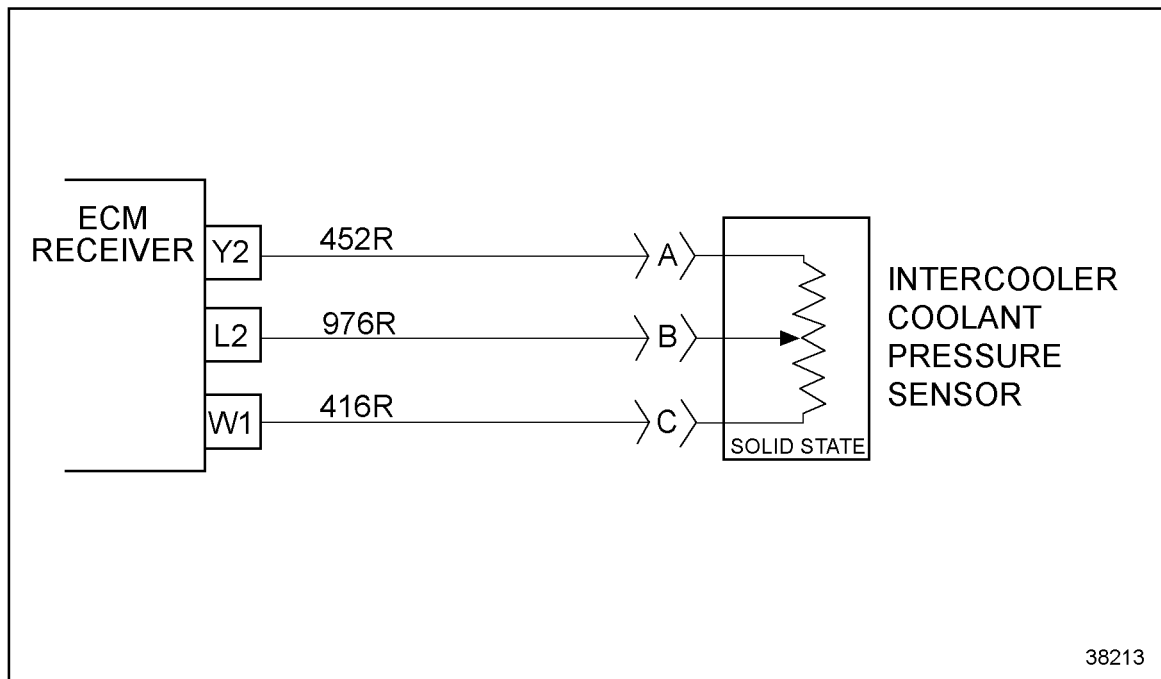 ECM
RECEIVER
Y2
452R
A
L2
976R
B
W1
416R
C
SOLID STATE
INTERCOOLER
COOLANT
PRESSURE
SENSOR
38213